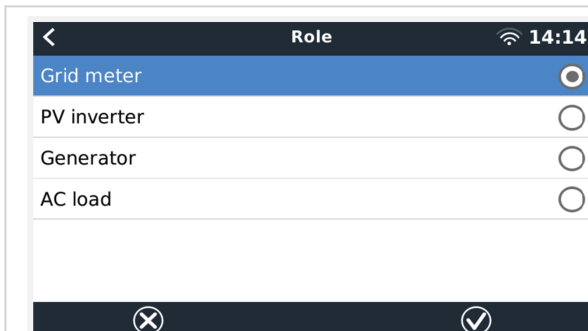 Role
14:14
Grid meter
PV inverter
Generator
AC load